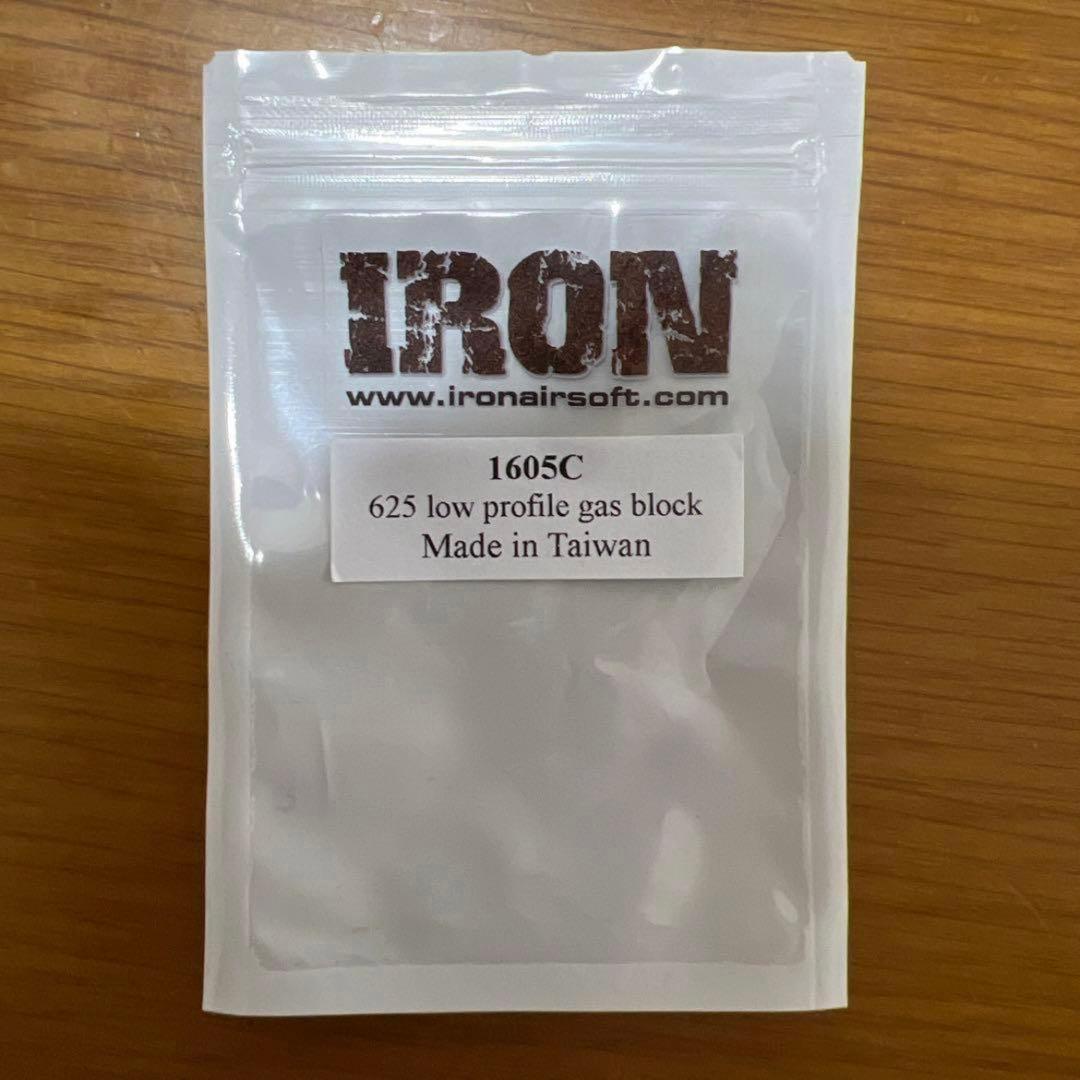 IRON
www.ironairsoft.com
1605C
625 low profile gas block
Made in Taiwan